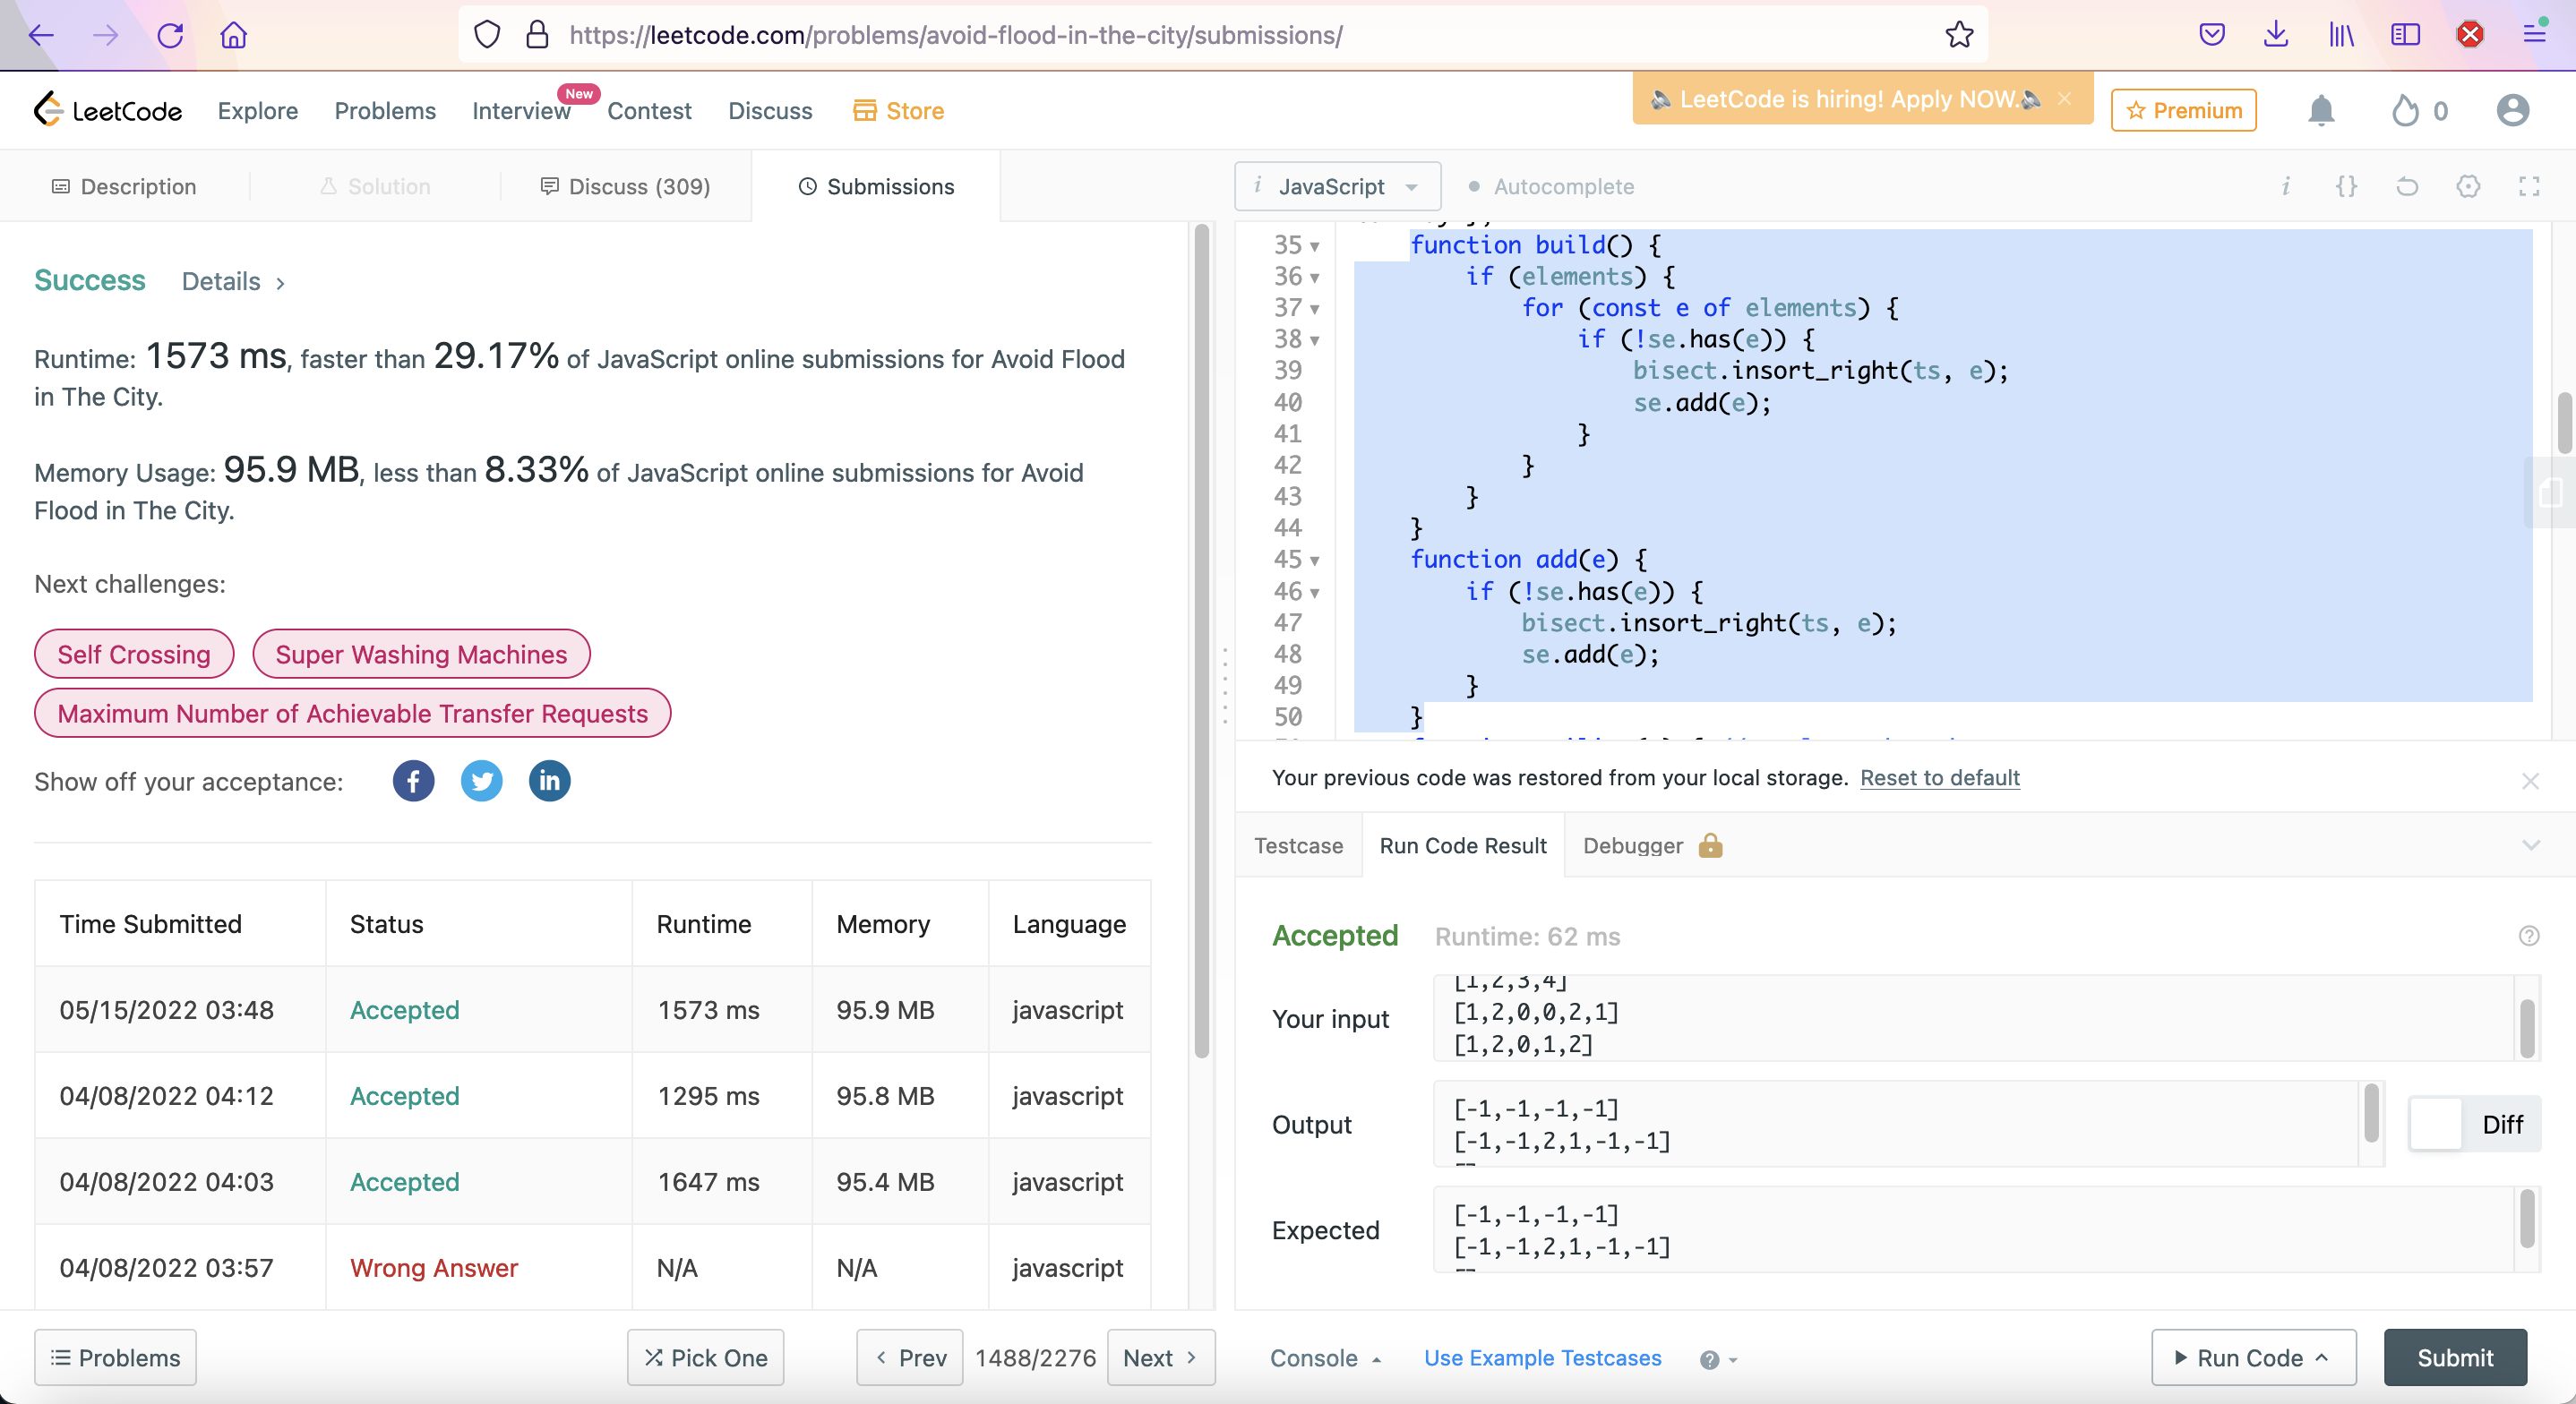 https://leetcode.com/problems/avoid-flood-in-the-city/submissions/
LeetCode
Explore
Problems
Interview
New
Contest
Discuss
Store
LeetCode is hiring! Apply NOW.
Premium
0
Description
Solution
Discuss (309)
Submissions
i JavaScript
Autocomplete
Success
Details
Runtime: 1573 ms, faster than 29.17% of JavaScript online submissions for Avoid Flood
in The City.
Memory Usage: 95.9 MB, less than 8.33% of JavaScript online submissions for Avoid
Flood in The City.
Next challenges:
Self Crossing
Super Washing Machines
Maximum Number of Achievable Transfer Requests
Show off your acceptance:
Time Submitted Status Runtime Memory Language
05/15/2022 03:48 Accepted 1573 ms 95.9 MB javascript
04/08/2022 04:12 Accepted 1295 ms 95.8 MB javascript
04/08/2022 04:03 Accepted 1647 ms 95.4 MB javascript
04/08/2022 03:57 Wrong Answer N/A N/A javascript
Problems
Pick One
Prev
1488/2276
Next
35 function build() {
36 if (elements) {
37 for (const e of elements) {
38 if (!se.has(e)) {
39 bisect.insort_right(ts, e);
40 se.add(e);
41 }
42 }
43 }
44 }
45 function add(e) {
46 if (!se.has(e)) {
47 bisect.insort_right(ts, e);
48 se.add(e);
49 }
50 }
Your previous code was restored from your local storage. Reset to default
Testcase
Run Code Result
Debugger
Accepted
Runtime: 62 ms
Your input
[1,2,3,4]
[1,2,0,0,2,1]
[1,2,0,1,2]
Output
[-1,-1,-1,-1]
[-1,-1,2,1,-1,-1]
Diff
Expected
[-1,-1,-1,-1]
[-1,-1,2,1,-1,-1]
Console
Use Example Testcases
Run Code
Submit